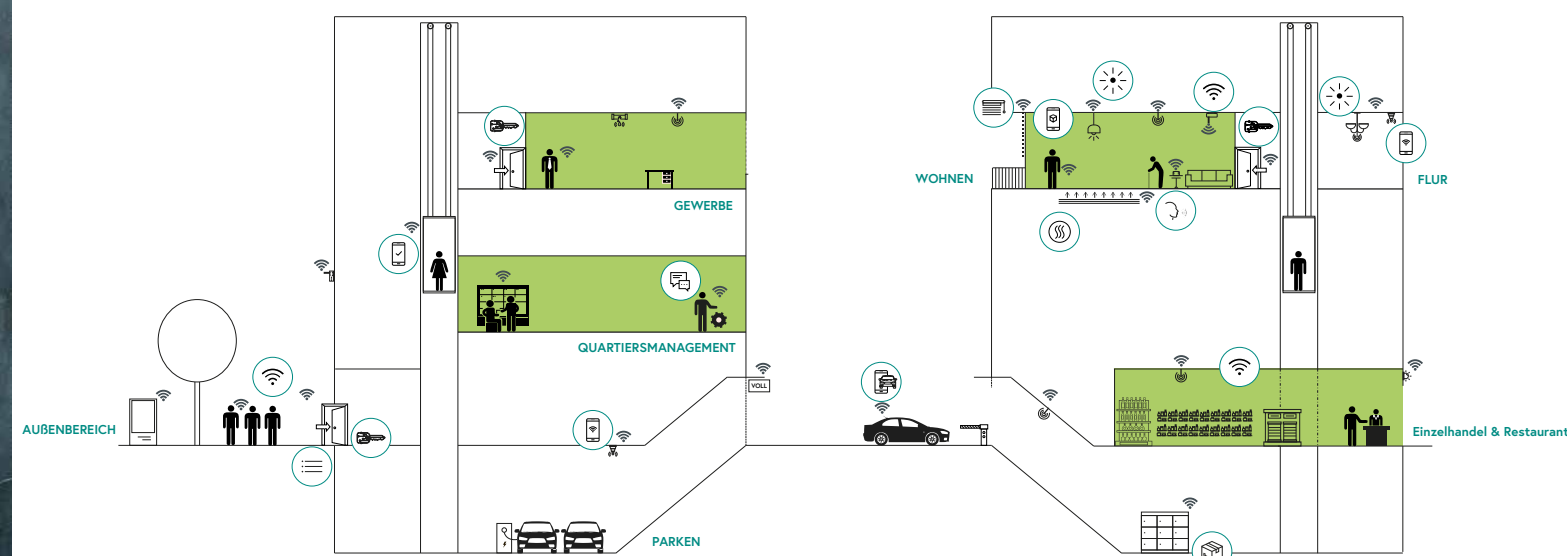 WOHNEN
FLUR
GEWERBE
QUARTIERSMANAGEMENT
VOLL
AUßENBEREICH
Einzelhandel & Restaurant
PARKEN